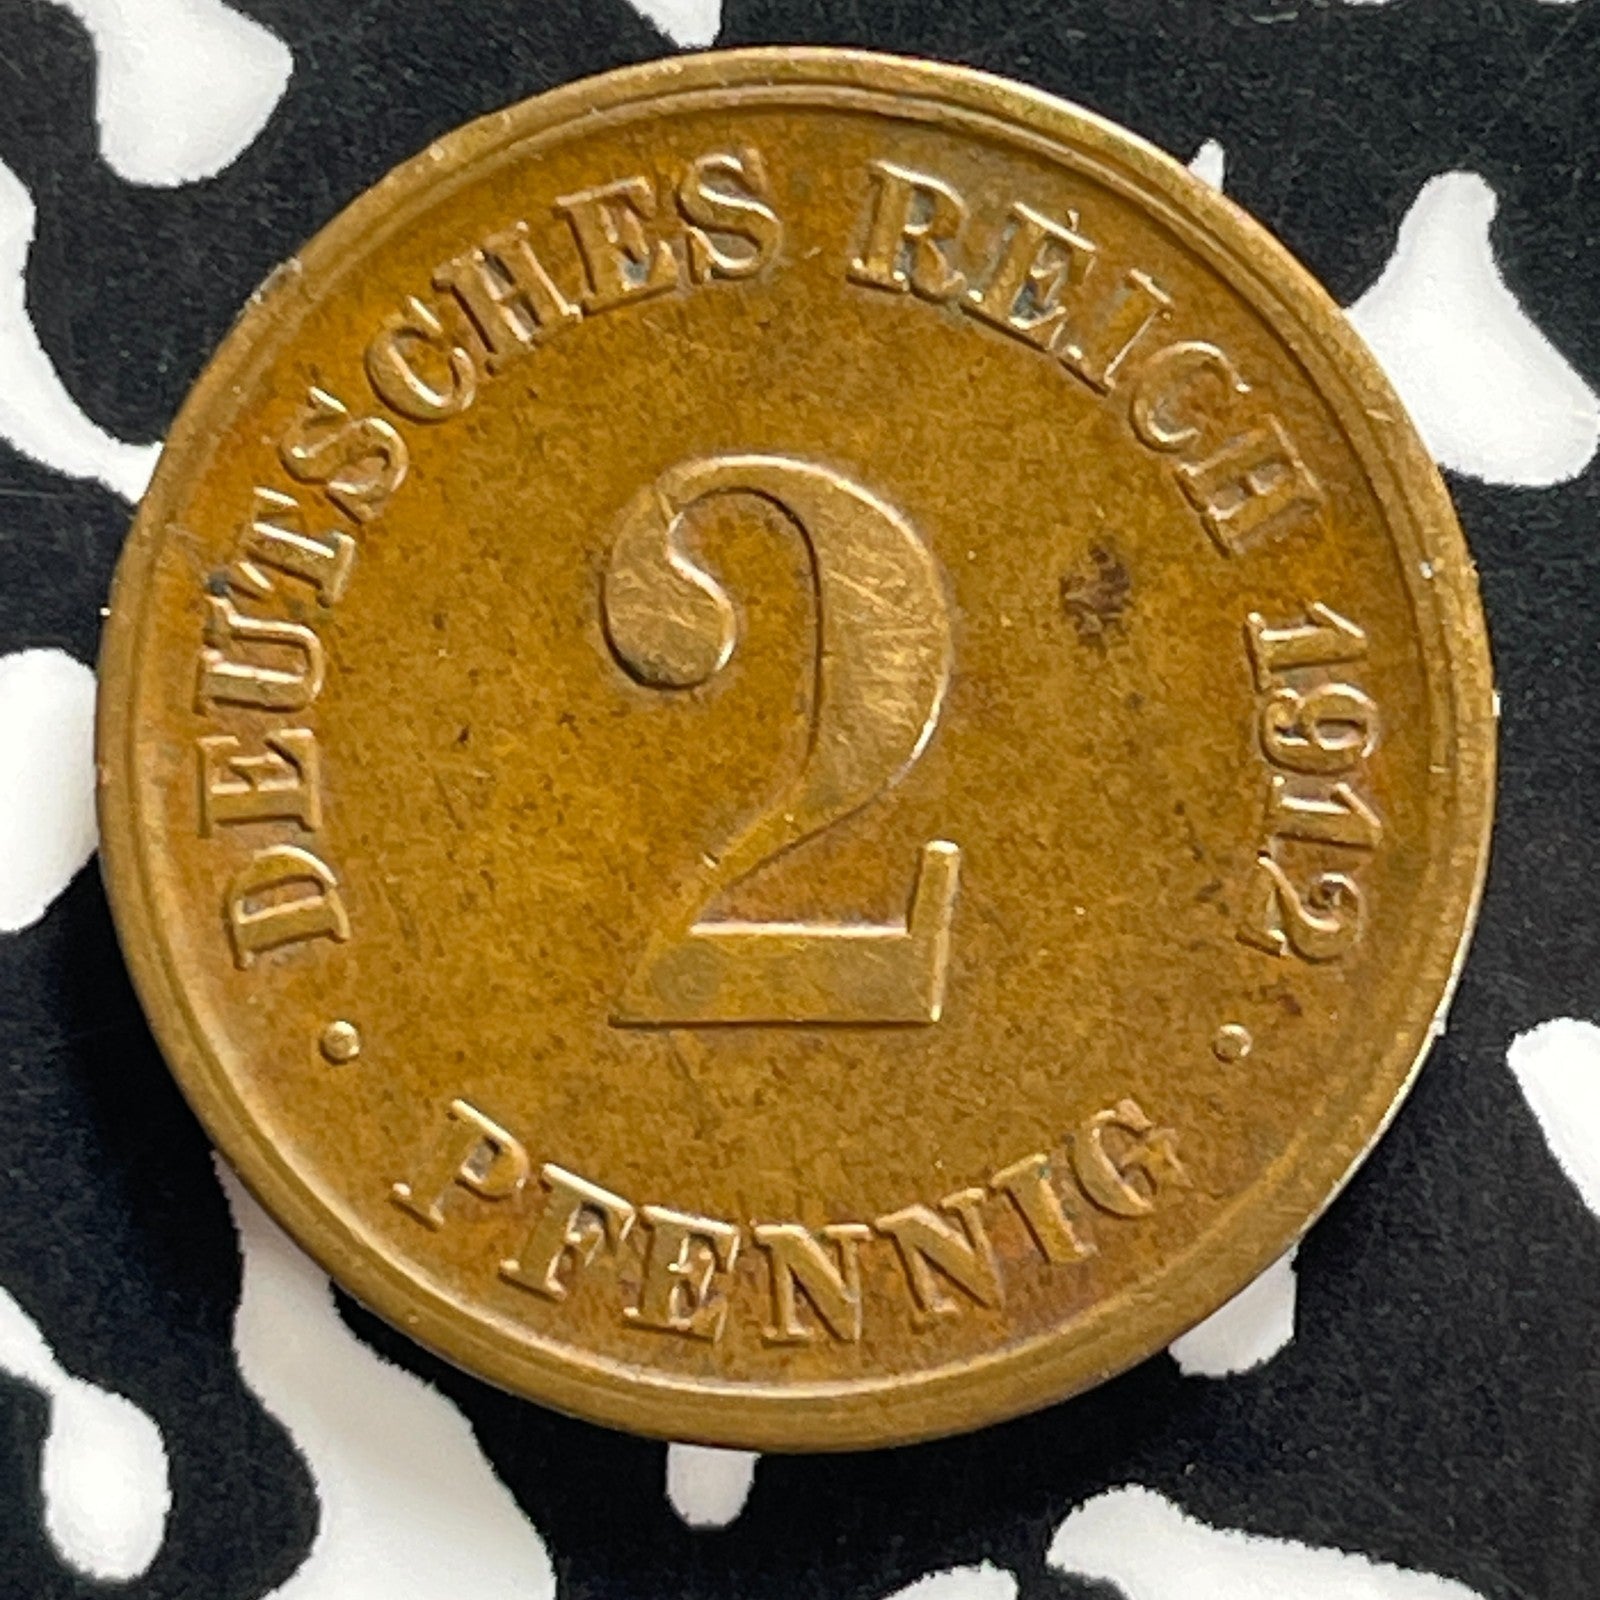 DEUTSCHES REICH 1912
2
· PFENNIG ·